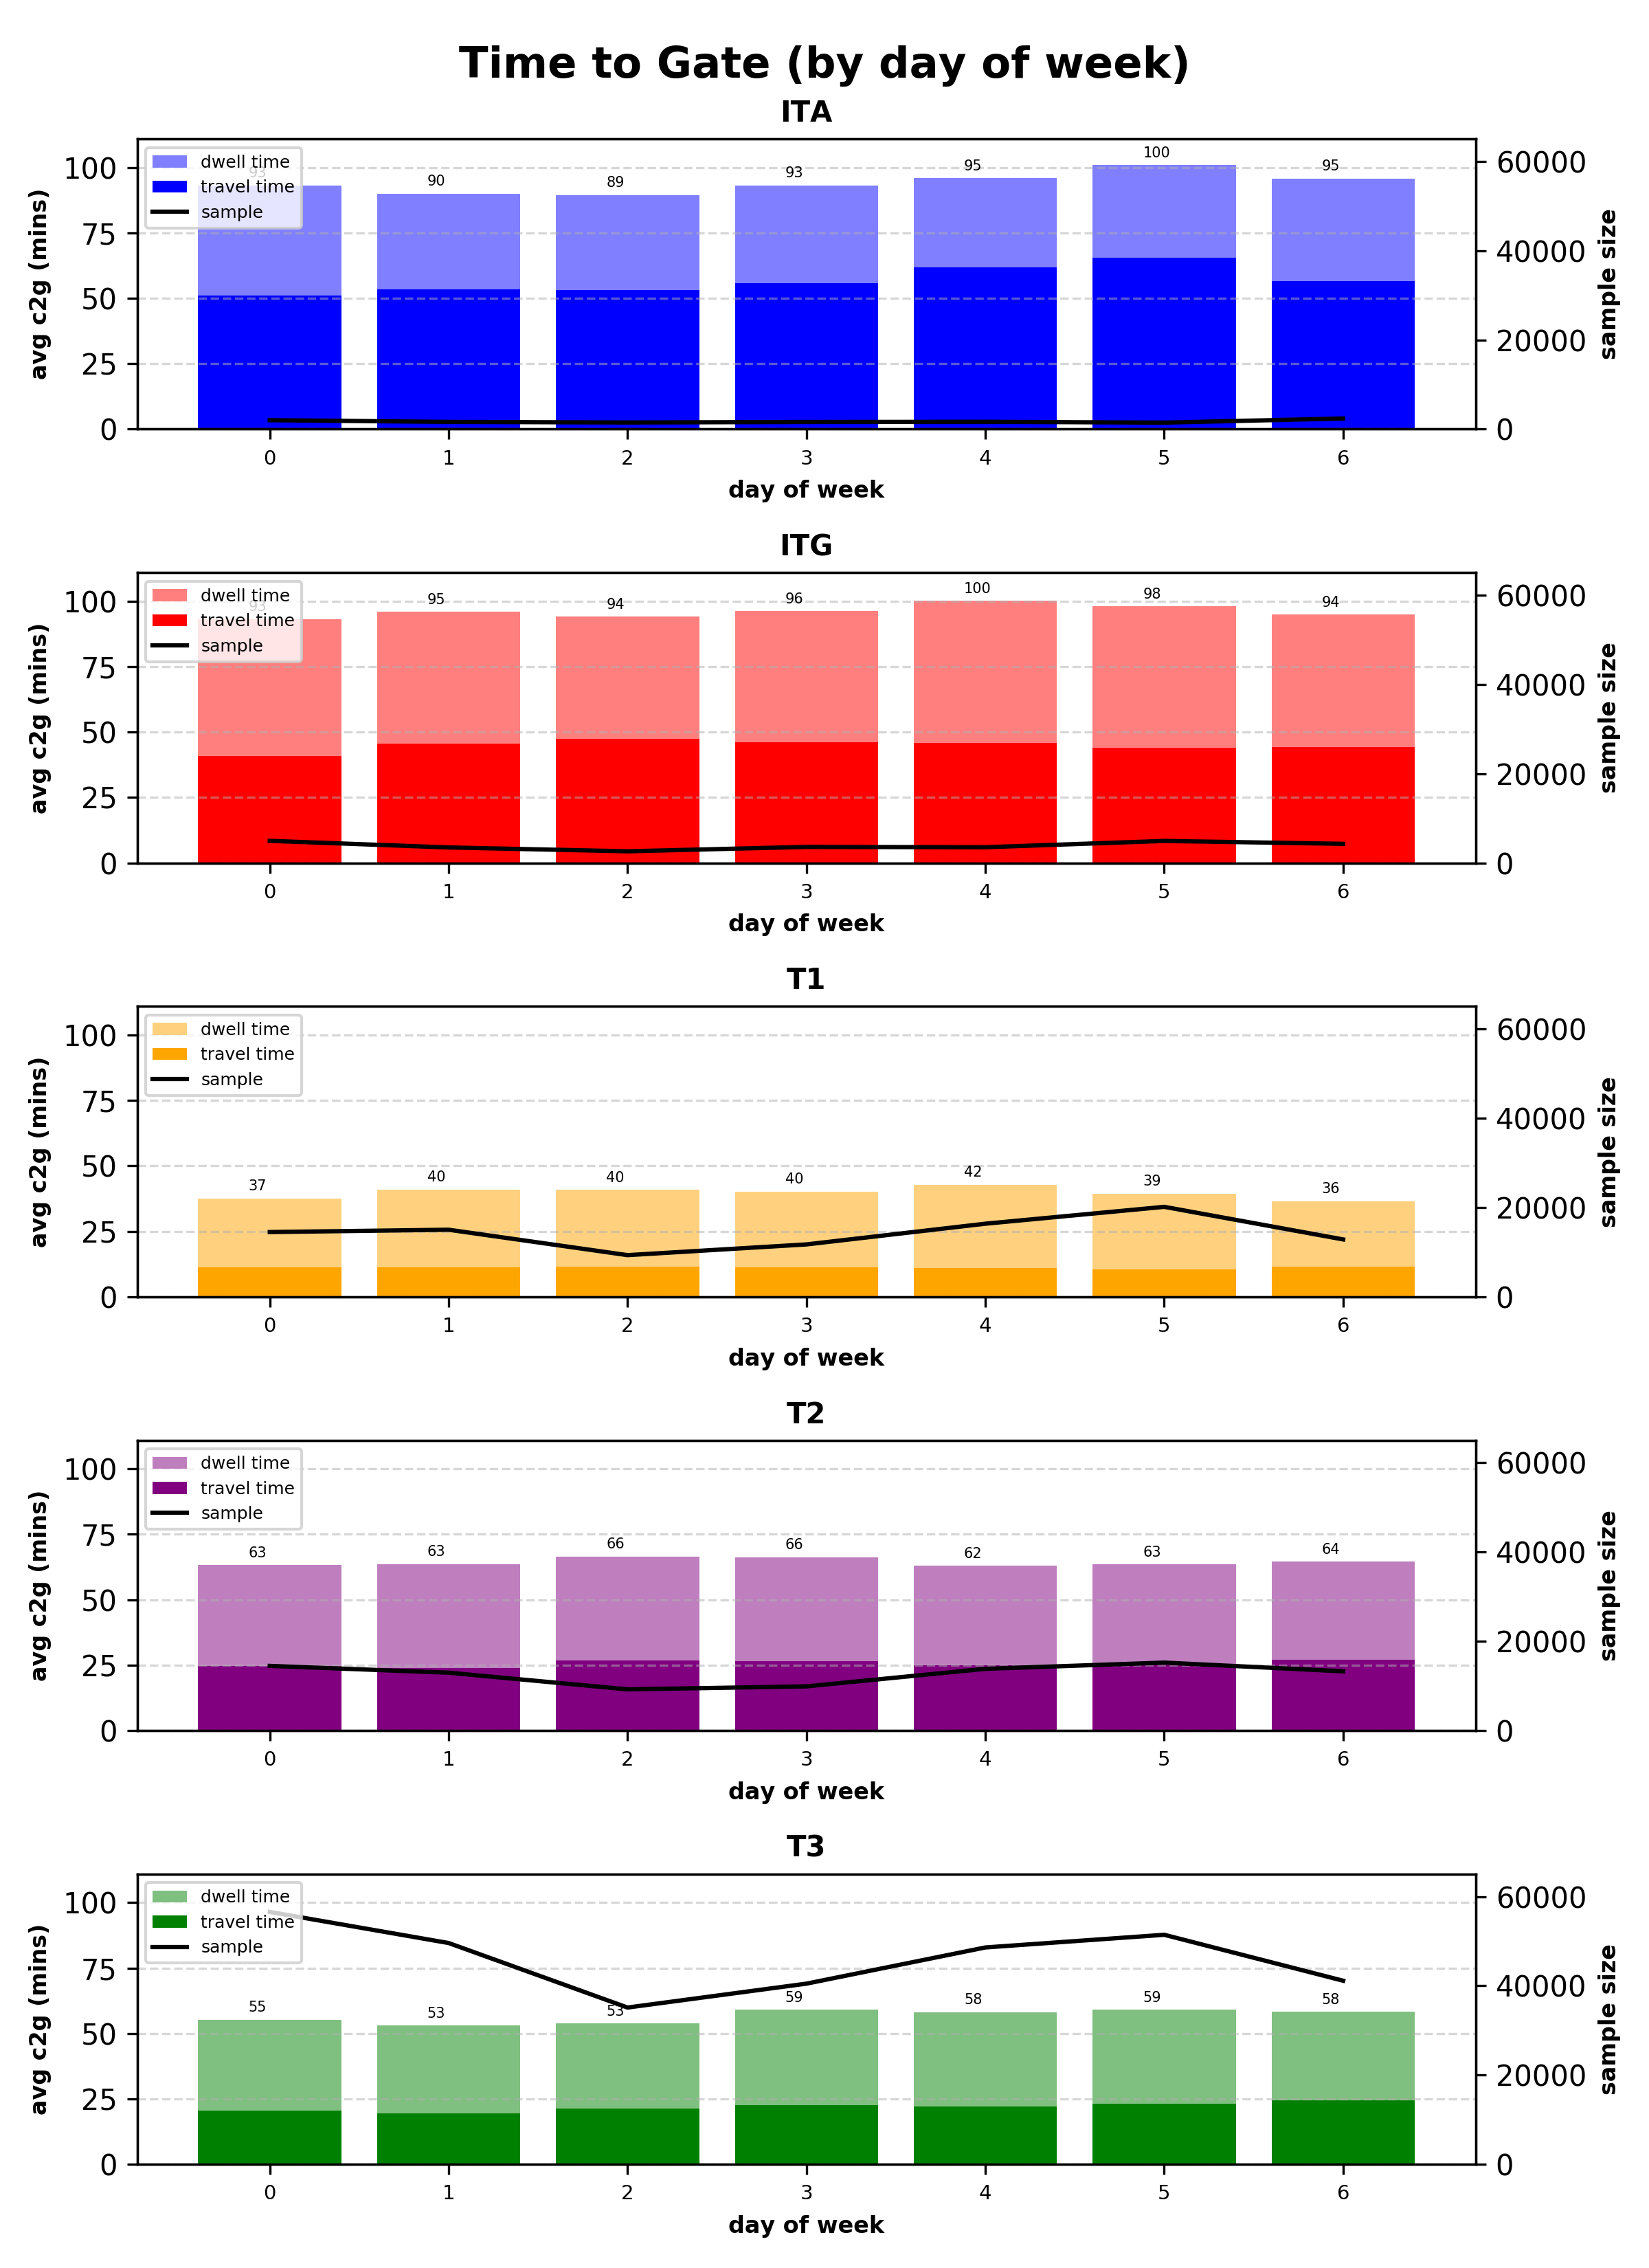 Time to Gate (by day of week)
ITA
dwell time
travel time
sample
93
90
89
93
95
100
95
100
75
50
25
0
avg c2g (mins)
60000
40000
20000
0
sample size
0 1 2 3 4 5 6
day of week
ITG
dwell time
travel time
sample
93
95
94
96
100
98
94
100
75
50
25
0
avg c2g (mins)
60000
40000
20000
0
sample size
0 1 2 3 4 5 6
day of week
T1
dwell time
travel time
sample
37
40
40
40
42
39
36
100
75
50
25
0
avg c2g (mins)
60000
40000
20000
0
sample size
0 1 2 3 4 5 6
day of week
T2
dwell time
travel time
sample
63
63
66
66
62
63
64
100
75
50
25
0
avg c2g (mins)
60000
40000
20000
0
sample size
0 1 2 3 4 5 6
day of week
T3
dwell time
travel time
sample
55
53
53
59
58
59
58
100
75
50
25
0
avg c2g (mins)
60000
40000
20000
0
sample size
0 1 2 3 4 5 6
day of week